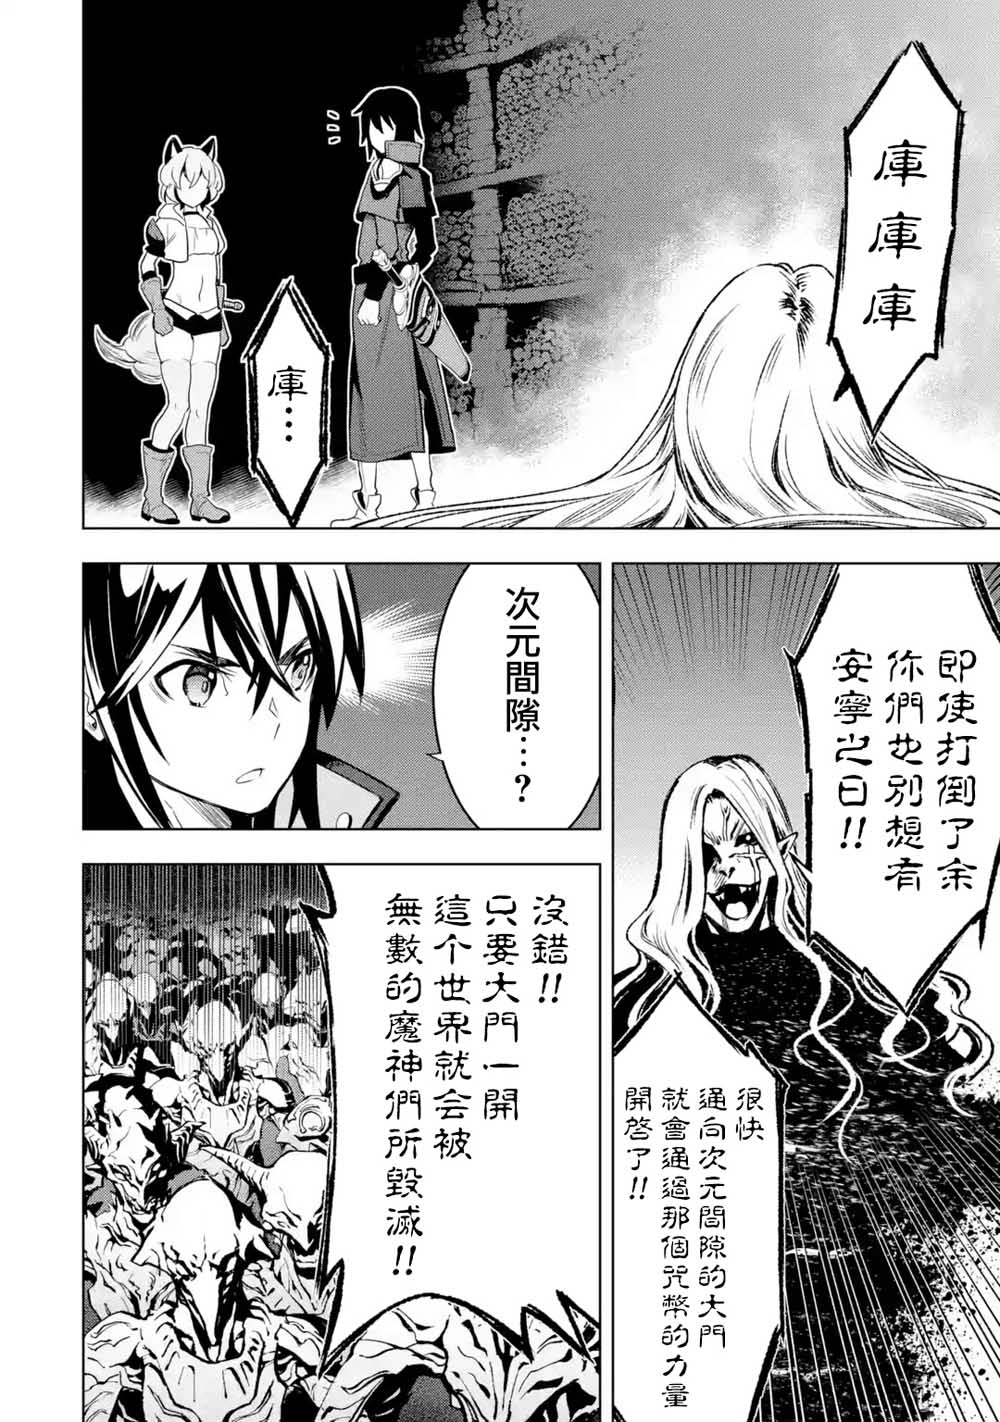 庫庫庫
庫…
即使打倒了余
你們也別想有
安寧之日!!
很快
通向次元間隙的大門
就會通過那個咒幣的力量
開啓了!!
次元間隙…?
沒錯!!
只要大門一開
這个世界就会被
無數的魔神們所毀滅!!